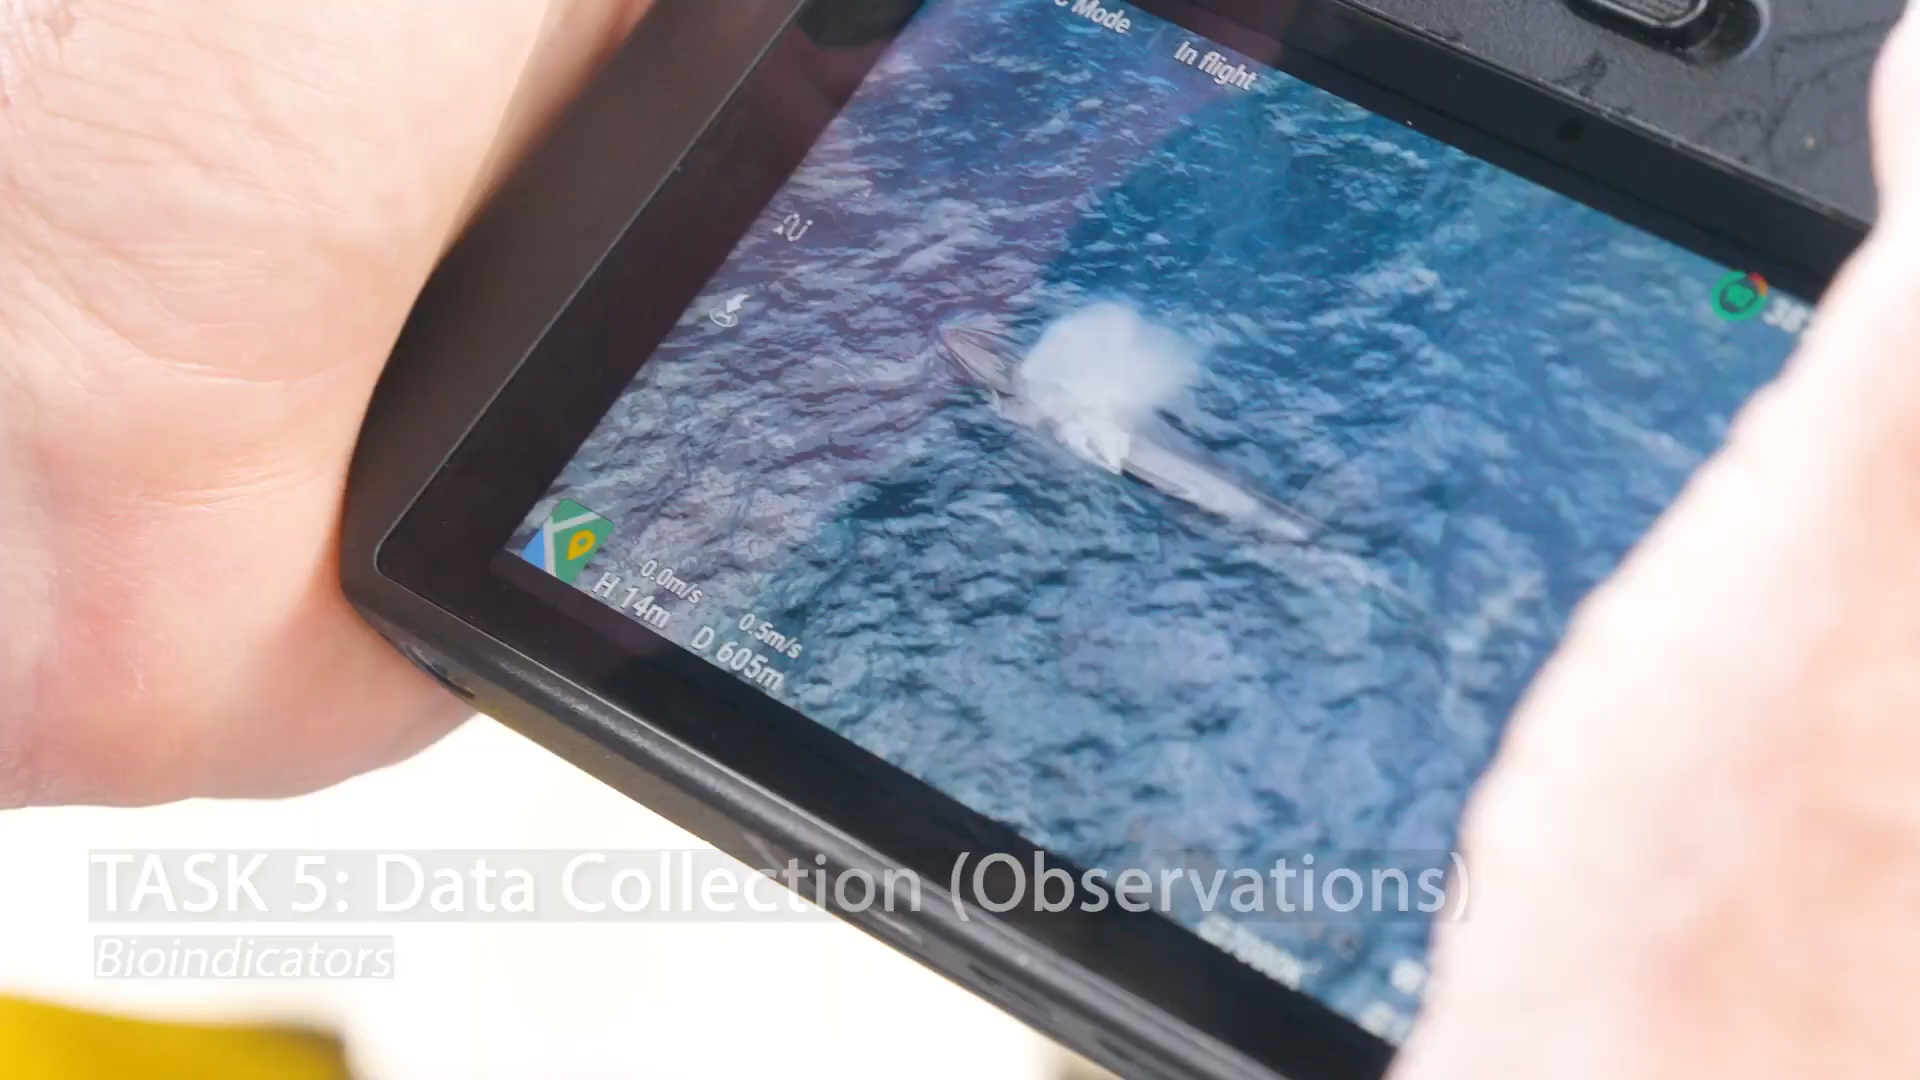 Mode
In flight
0.0m/s
0.5m/s
H 14m D 605m
TASK 5: Data Collection (Observations)
Bioindicators